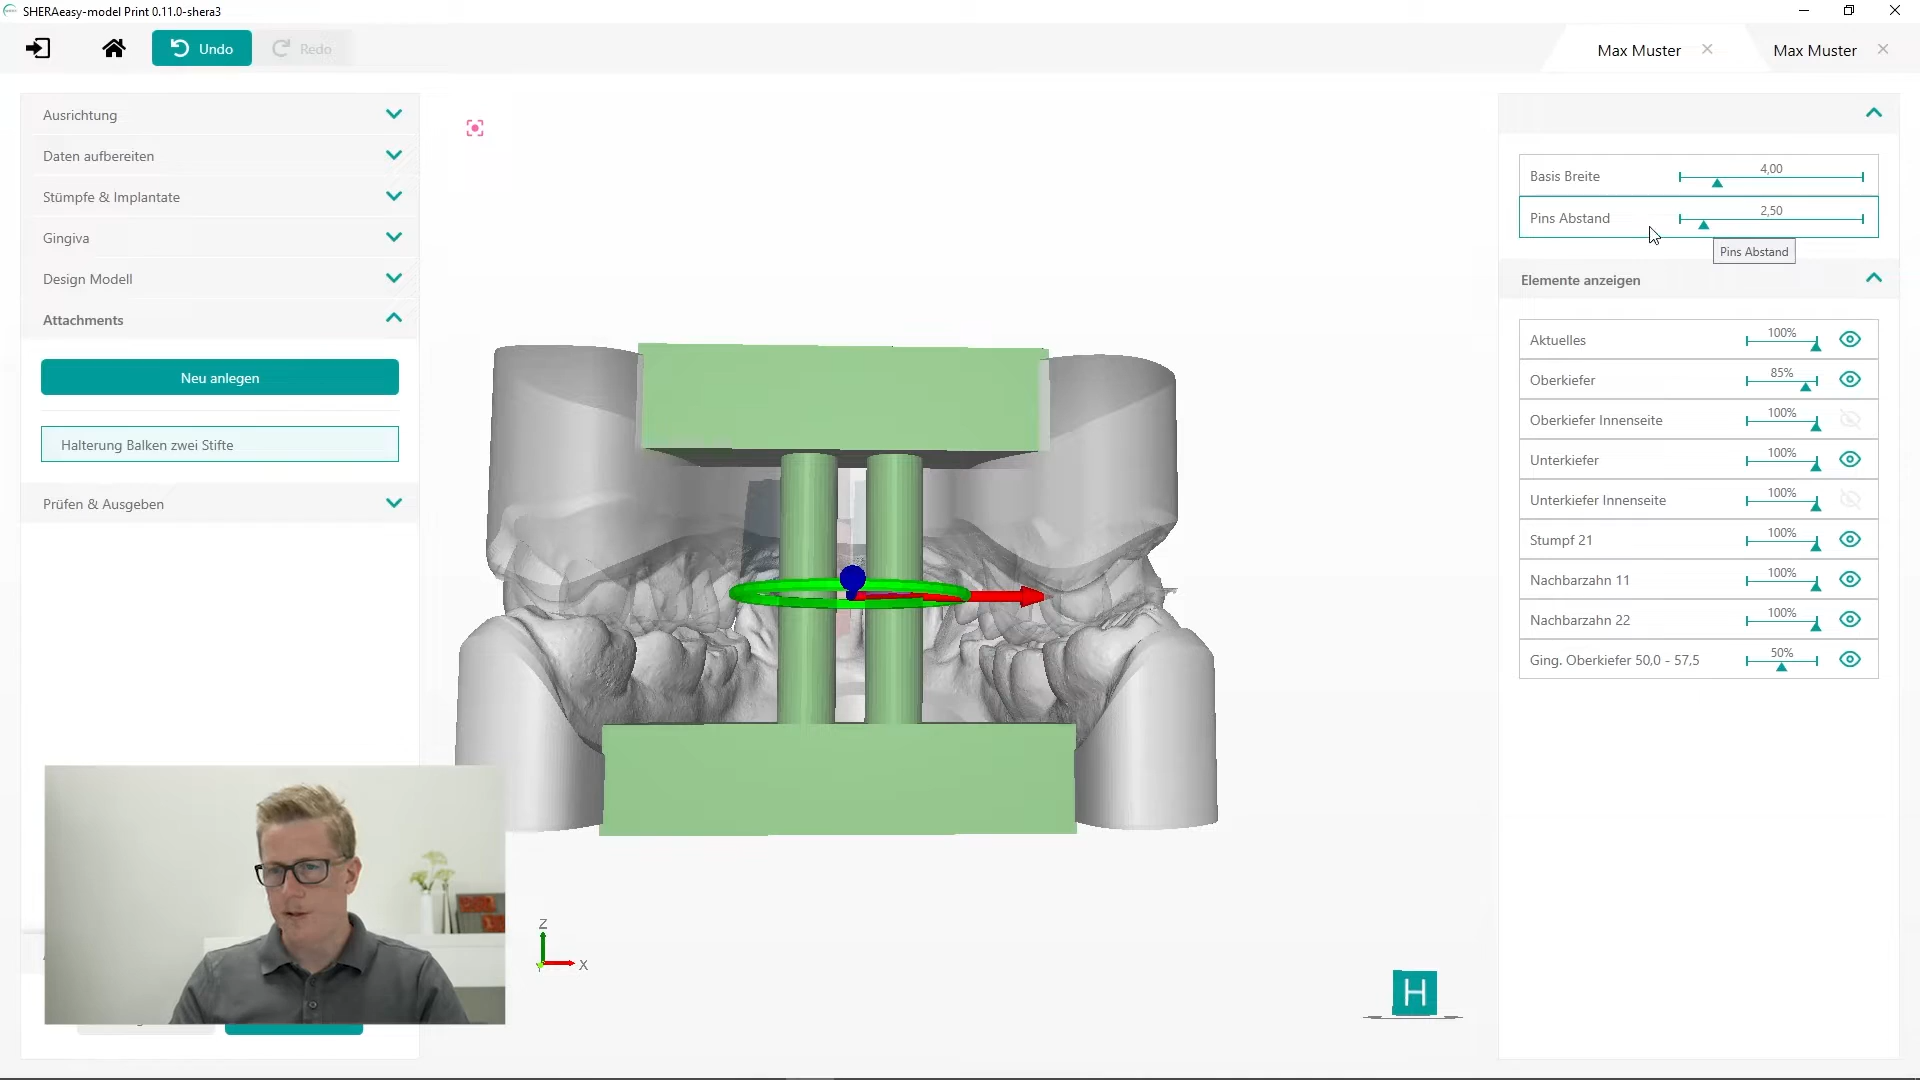 SHERAeasy-model Print 0.11.0-shera3
Undo
Redo
Max Muster
Max Muster
Ausrichtung
Daten aufbereiten
Stümpfe & Implantate
Gingiva
Design Modell
Attachments
Neu anlegen
Halterung Balken zwei Stifte
Prüfen & Ausgeben
Z
X
H
Basis Breite 4,00
Pins Abstand 2,50
Pins Abstand
Elemente anzeigen
Aktuelles 100%
Oberkiefer 85%
Oberkiefer Innenseite 100%
Unterkiefer 100%
Unterkiefer Innenseite 100%
Stumpf 21 100%
Nachbarzahn 11 100%
Nachbarzahn 22 100%
Ging. Oberkiefer 50,0 - 57,5 50%